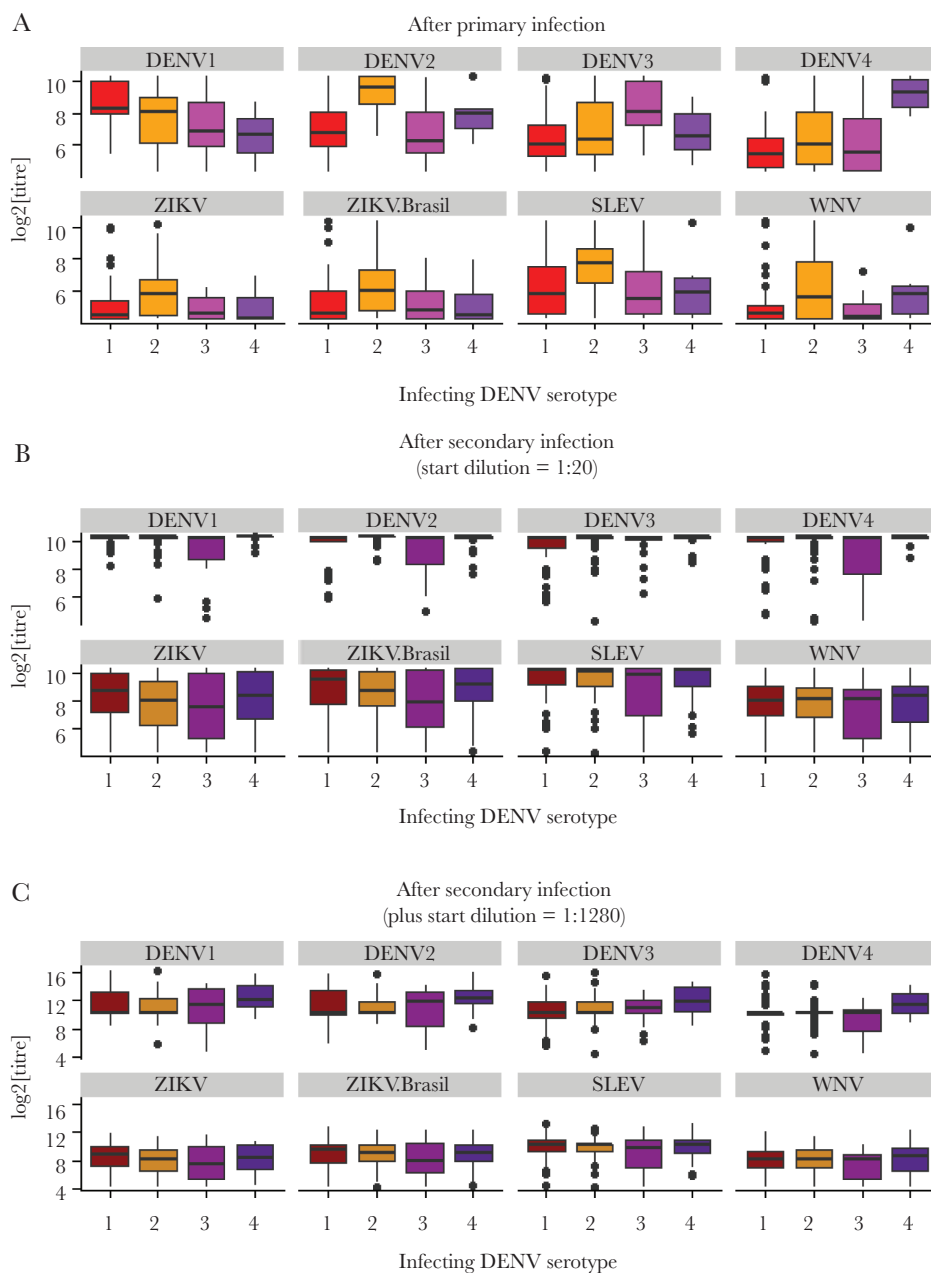 A
After primary infection
DENV1 DENV2 DENV3 DENV4
10
8
6
log2[titre]
ZIKV ZIKV.Brasil SLEV WNV
10
8
6
1 2 3 4 1 2 3 4 1 2 3 4 1 2 3 4
Infecting DENV serotype
B
After secondary infection
(start dilution = 1:20)
DENV1 DENV2 DENV3 DENV4
10
8
6
log2[titre]
ZIKV ZIKV.Brasil SLEV WNV
10
8
6
1 2 3 4 1 2 3 4 1 2 3 4 1 2 3 4
Infecting DENV serotype
C
After secondary infection
(plus start dilution = 1:1280)
DENV1 DENV2 DENV3 DENV4
16
12
8
4
log2[titre]
ZIKV ZIKV.Brasil SLEV WNV
16
12
8
4
1 2 3 4 1 2 3 4 1 2 3 4 1 2 3 4
Infecting DENV serotype